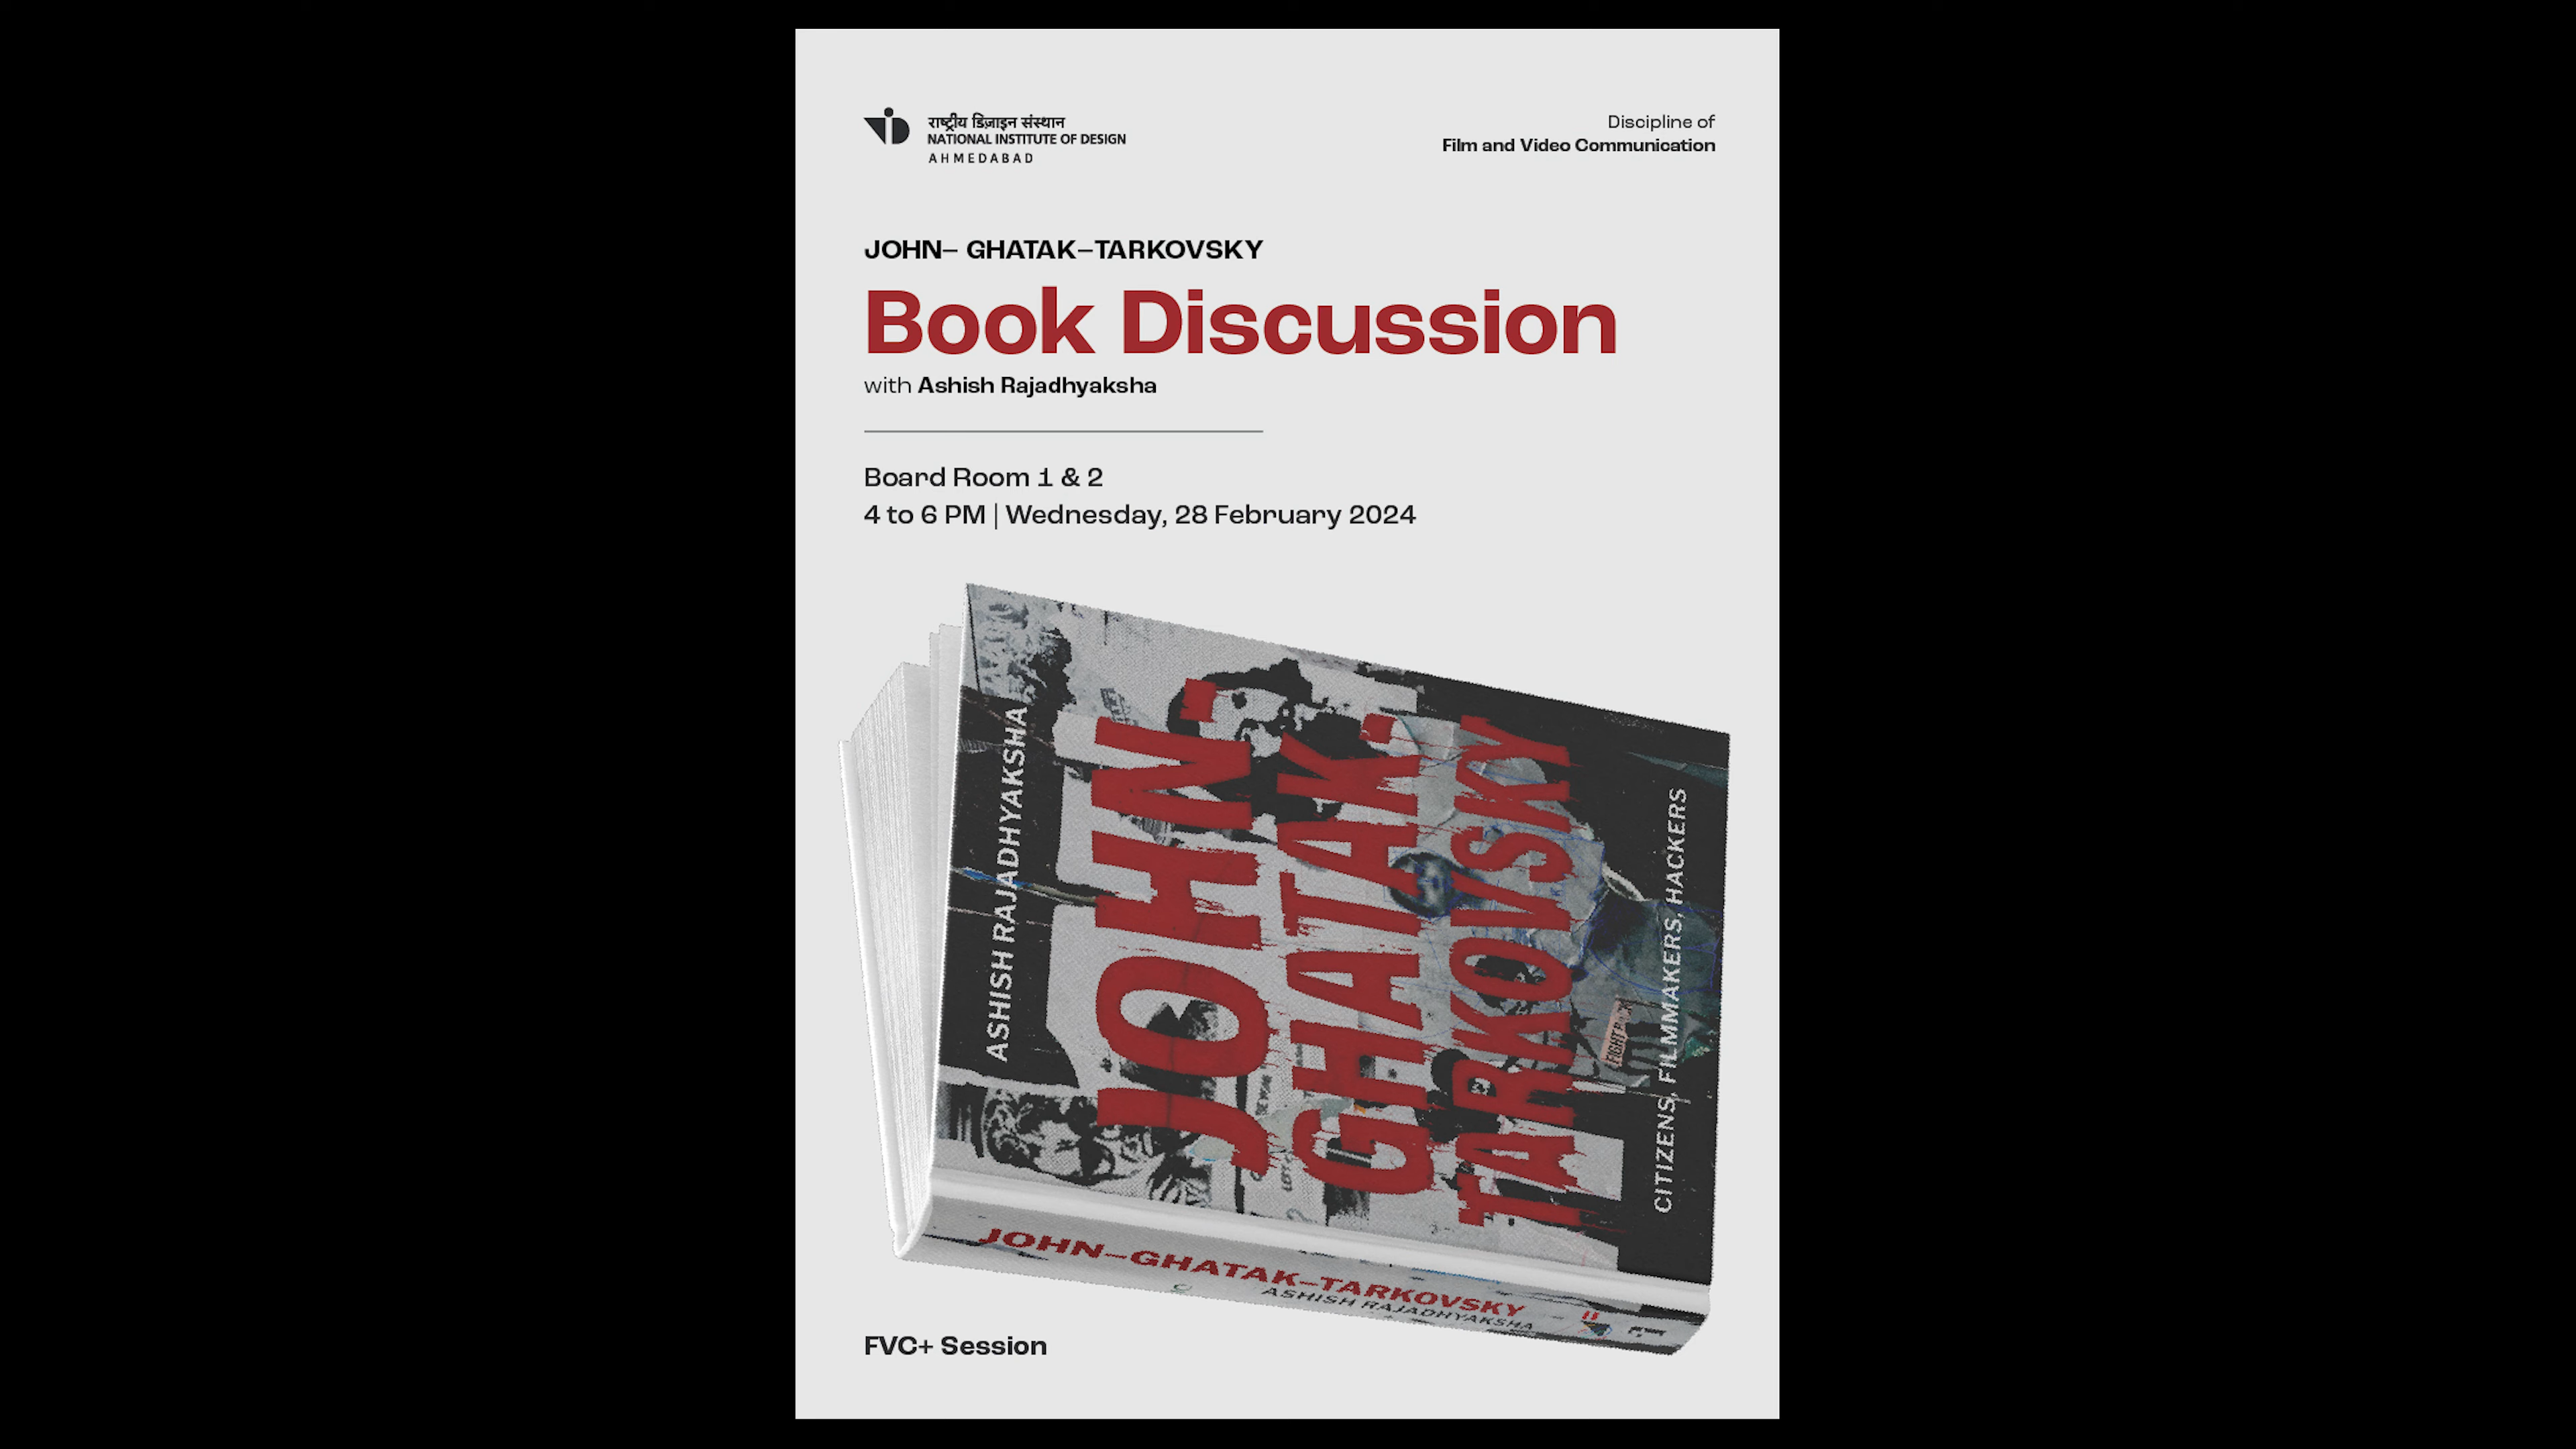 राष्ट्रीय डिज़ाइन संस्थान
NATIONAL INSTITUTE OF DESIGN
AHMEDABAD
Discipline of
Film and Video Communication
JOHN– GHATAK–TARKOVSKY
Book Discussion
with Ashish Rajadhyaksha
Board Room 1 & 2
4 to 6 PM | Wednesday, 28 February 2024
ASHISH RAJADHYAKSHA
JOHN-
GHATAK-
TARKOVSKY
CITIZENS, FILMMAKERS, HACKERS
JOHN–GHATAK–TARKOVSKY
ASHISH RAJADHYAKSHA
FVC+ Session